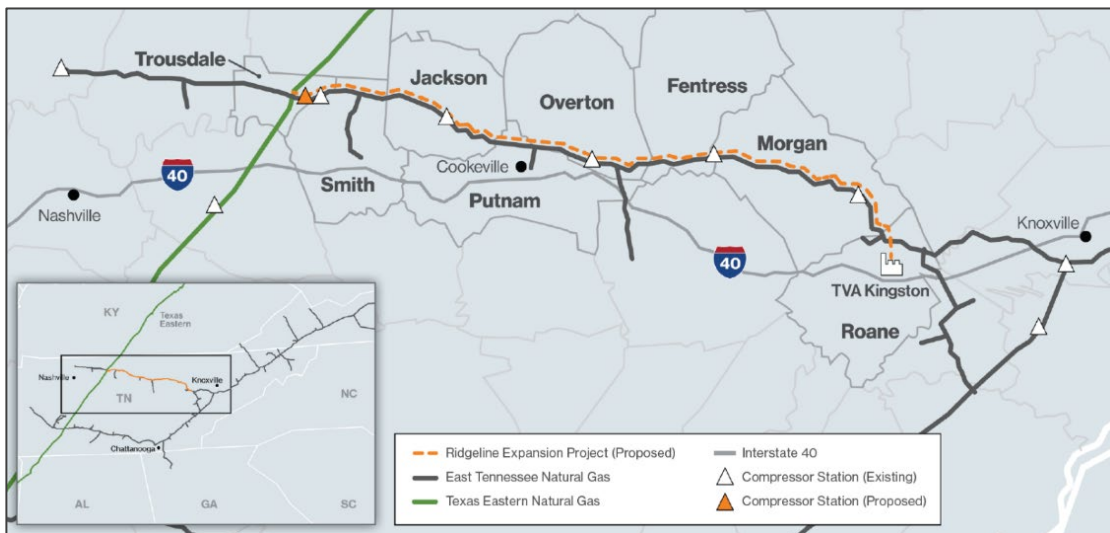 Trousdale
Jackson
Overton
Fentress
Morgan
40
Nashville
Smith
Cookeville
Putnam
Knoxville
40
TVA Kingston
Roane
KY
Texas
Eastern
Nashville
Knoxville
TN
NC
Chattanooga
AL
GA
SC
Ridgeline Expansion Project (Proposed)
East Tennessee Natural Gas
Texas Eastern Natural Gas
Interstate 40
Compressor Station (Existing)
Compressor Station (Proposed)